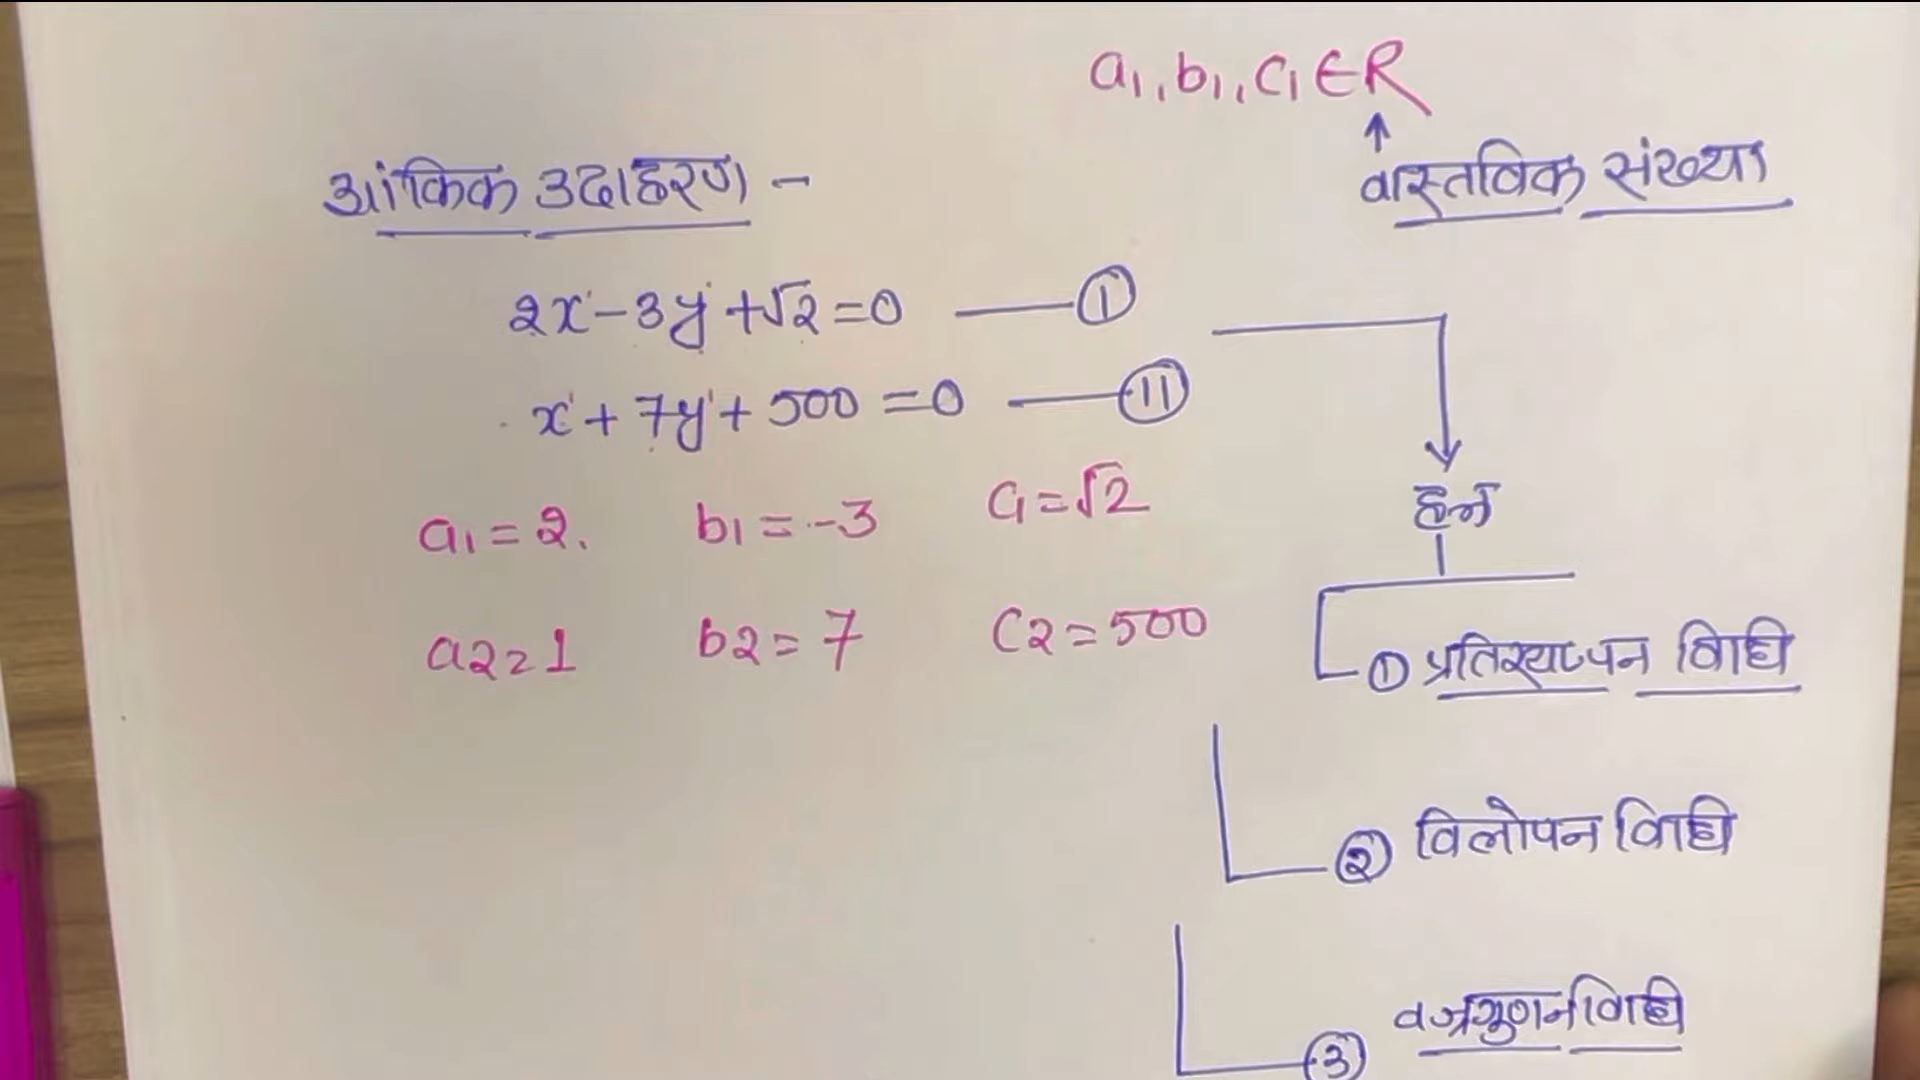 a₁, b₁, c₁ ∈ R
↑
वास्तविक संख्या
आंकिक उदाहरण -
2x - 3y + √2 = 0 —— (I)
x + 7y + 500 = 0 —— (II)
a₁ = 2. b₁ = -3 c₁ = √2
हल
a₂ = 1 b₂ = 7 c₂ = 500
① प्रतिस्थापन विधि
② विलोपन विधि
③ वज्रगुणन विधि